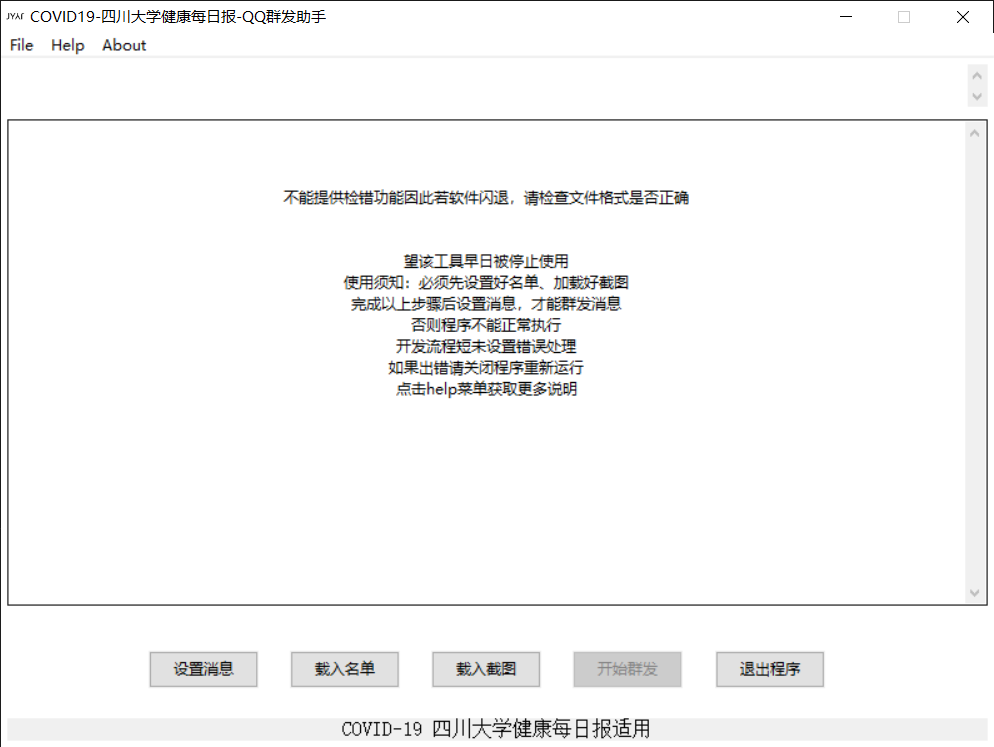 JYAF COVID19-四川大学健康每日报-QQ群发助手
File Help About
不能提供检错功能因此若软件闪退，请检查文件格式是否正确
望该工具早日被停止使用
使用须知：必须先设置好名单、加载好截图
完成以上步骤后设置消息，才能群发消息
否则程序不能正常执行
开发流程短未设置错误处理
如果出错请关闭程序重新运行
点击help菜单获取更多说明
设置消息 载入名单 载入截图 开始群发 退出程序
COVID-19 四川大学健康每日报适用